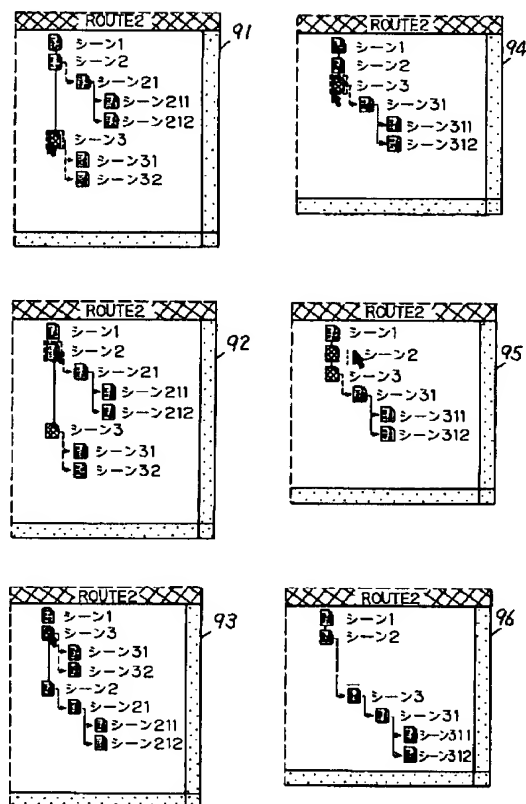 ROUTE2
91
シーン1
シーン2
シーン21
シーン211
シーン212
シーン3
シーン31
シーン32
ROUTE2
94
シーン1
シーン2
シーン3
シーン31
シーン311
シーン312
ROUTE2
92
シーン1
シーン2
シーン21
シーン211
シーン212
シーン3
シーン31
シーン32
ROUTE2
95
シーン1
シーン2
シーン3
シーン31
シーン311
シーン312
ROUTE2
93
シーン1
シーン3
シーン31
シーン32
シーン2
シーン21
シーン211
シーン212
ROUTE2
96
シーン1
シーン2
シーン3
シーン31
シーン311
シーン312